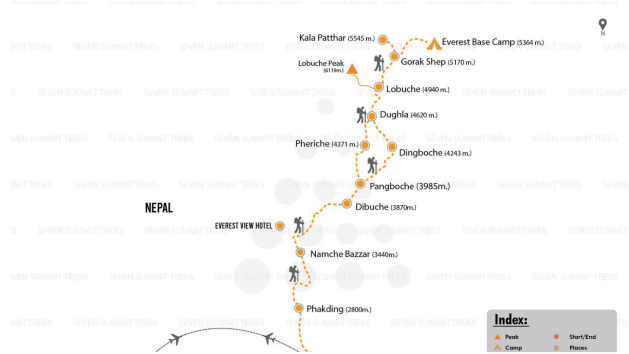 Kala Patthar (5545 m.)
Everest Base Camp (5364 m.)
N
Gorak Shep (5170 m.)
Lobuche Peak
(6119m.)
Lobuche (4940 m.)
Dughla (4620 m.)
Pheriche (4371 m.)
Dingboche (4243 m.)
Pangboche (3985m.)
NEPAL
Dibuche (3870m.)
EVEREST VIEW HOTEL
Namche Bazzar (3440m.)
Phakding (2800m.)
Index:
Peak
Start/End
Camp
Places
SEVEN SUMMIT TREKS